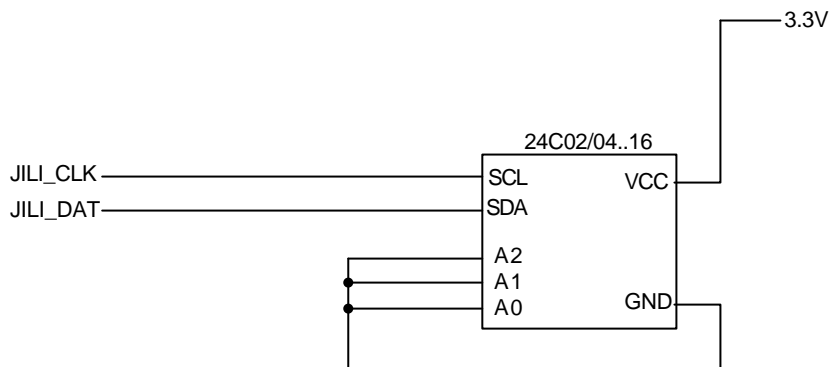 3.3V
24C02/04..16
JILI_CLK
SCL
VCC
JILI_DAT
SDA
A2
A1
GND
A0